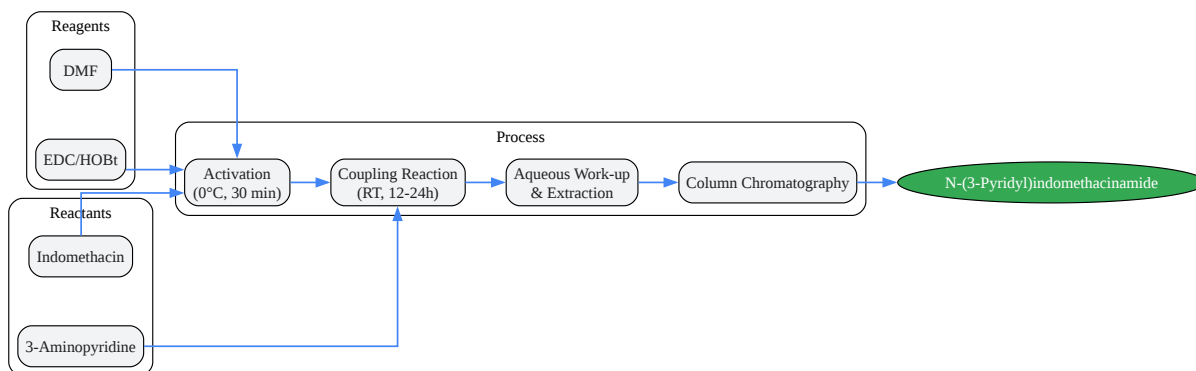 Reagents
DMF
EDC/HOBt
Reactants
Indomethacin
3-Aminopyridine
Process
Activation
(0°C, 30 min)
Coupling Reaction
(RT, 12-24h)
Aqueous Work-up
& Extraction
Column Chromatography
N-(3-Pyridyl)indomethacinamide